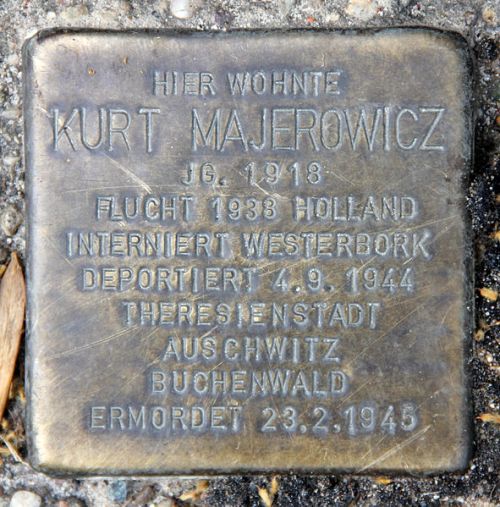 HIER WOHNTE
KURT MAJEROWICZ
JG. 1918
FLUCHT 1938 HOLLAND
INTERNIERT WESTERBORK
DEPORTIERT 4.9.1944
THERESIENSTADT
AUSCHWITZ
BUCHENWALD
ERMORDET 23.2.1945